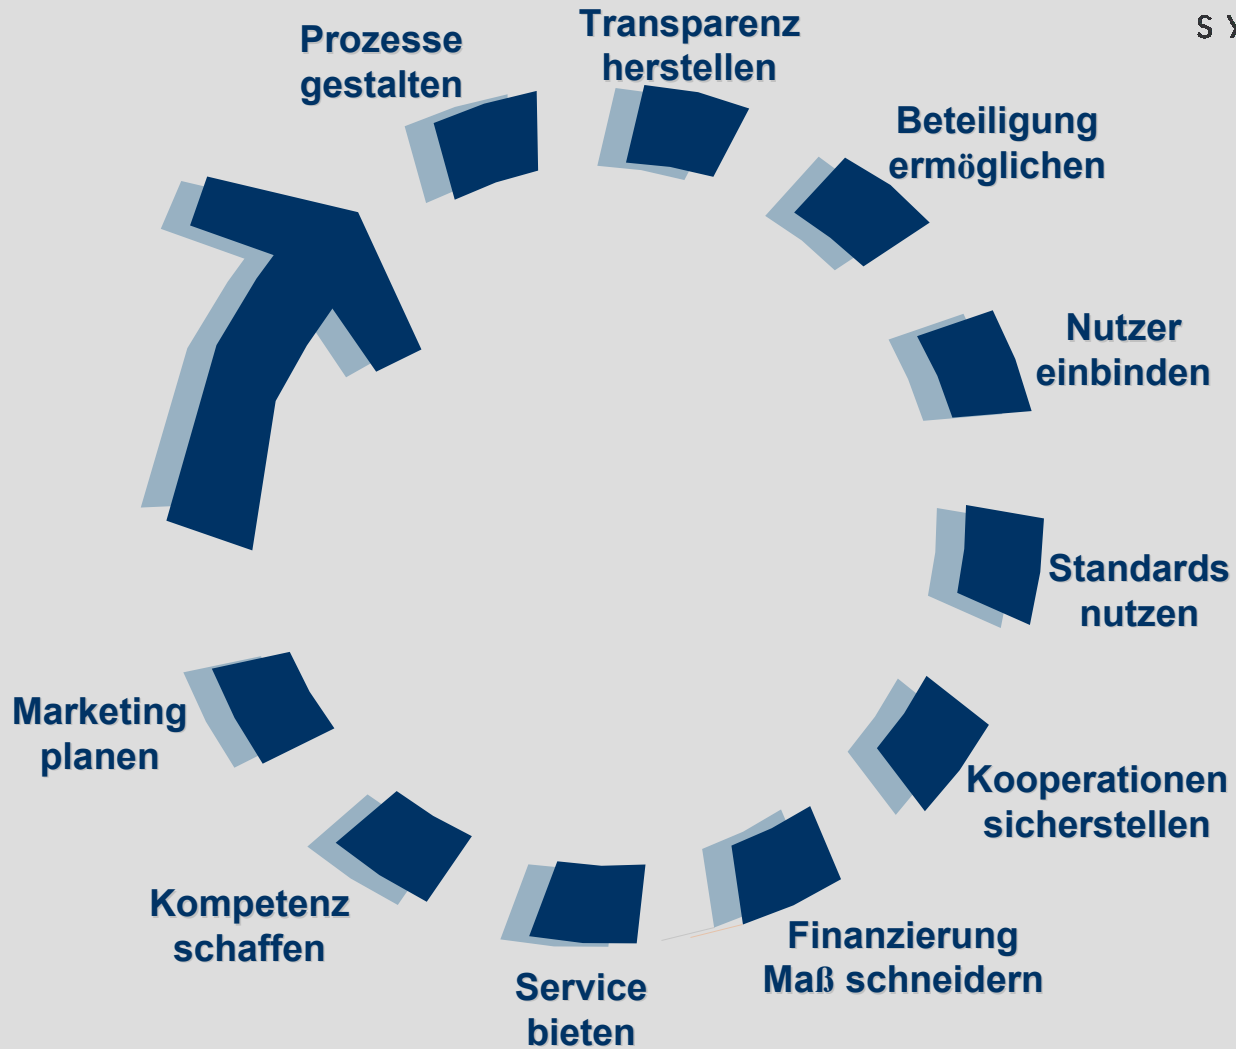 Prozesse
gestalten
Transparenz
herstellen
S Y
Beteiligung
ermöglichen
Nutzer
einbinden
Standards
nutzen
Kooperationen
sicherstellen
Finanzierung
Maß schneidern
Service
bieten
Kompetenz
schaffen
Marketing
planen